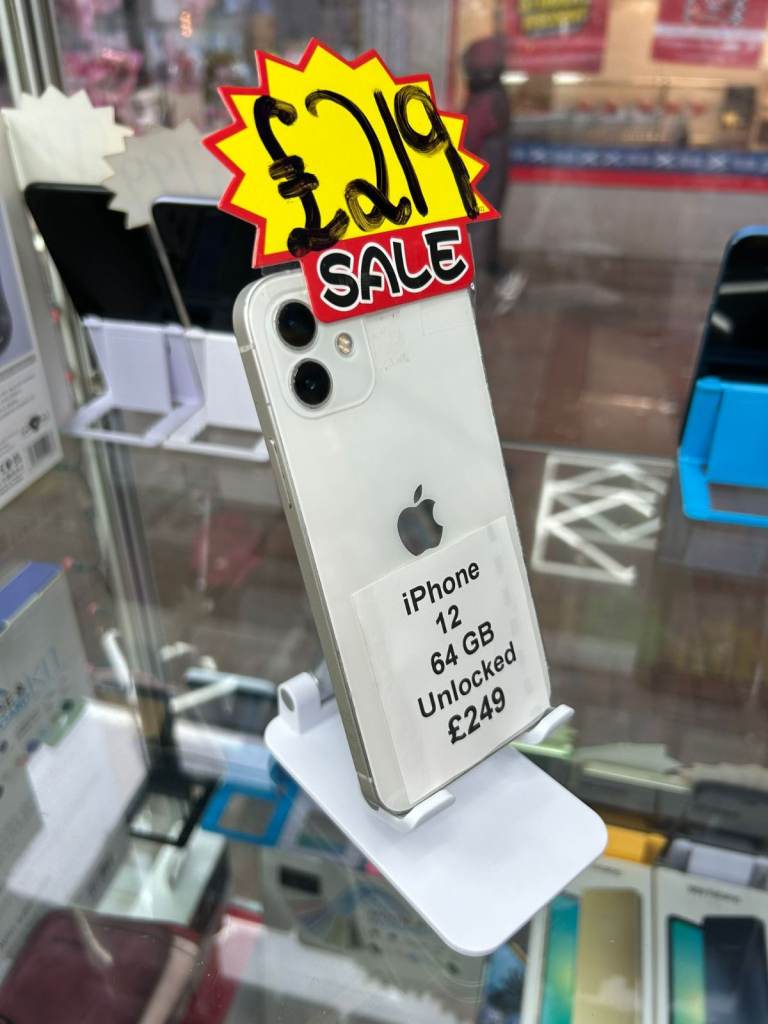 £219
SALE
iPhone
12
64 GB
Unlocked
£249